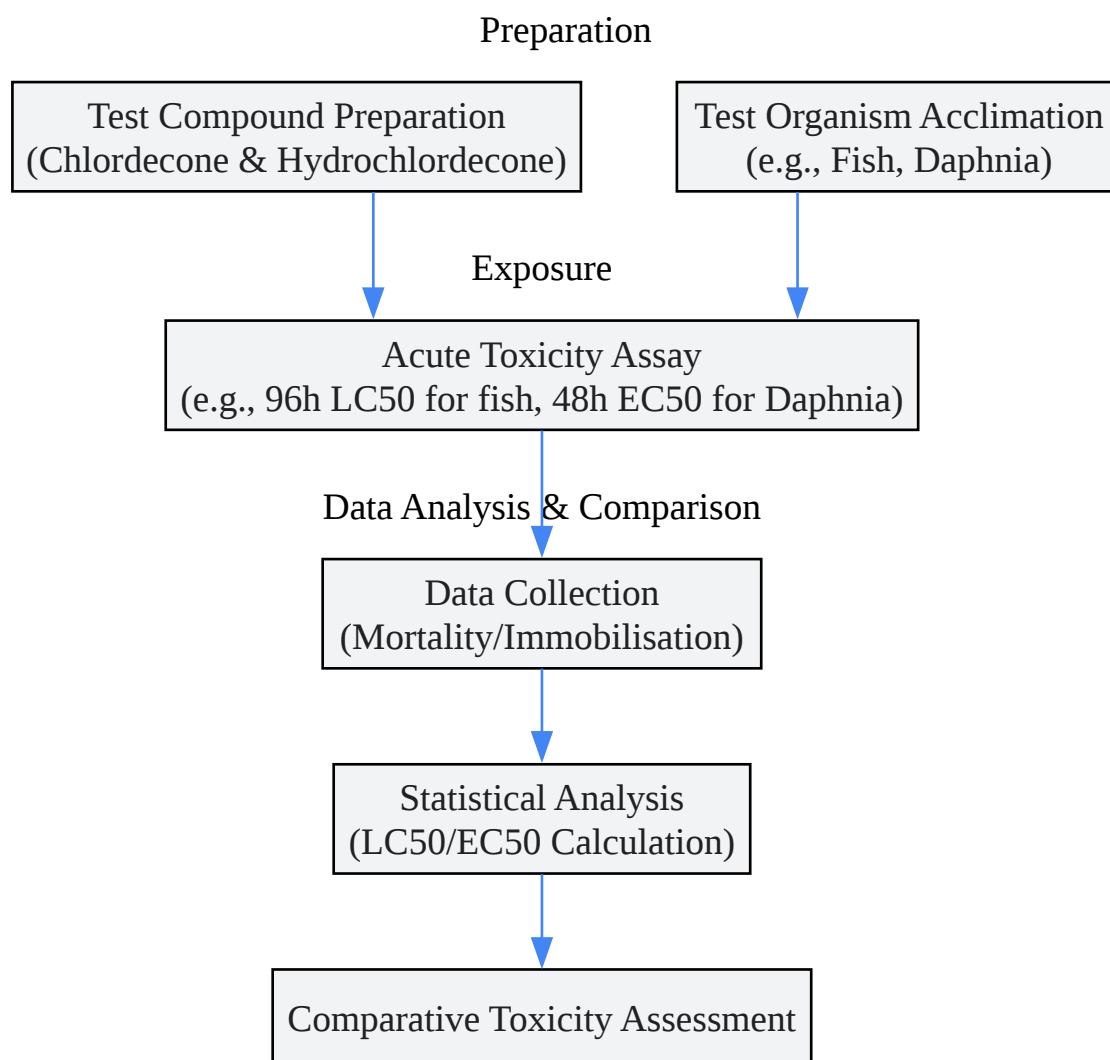 Preparation
Test Compound Preparation
(Chlordecone & Hydrochlordecone)
Test Organism Acclimation
(e.g., Fish, Daphnia)
Exposure
Acute Toxicity Assay
(e.g., 96h LC50 for fish, 48h EC50 for Daphnia)
Data Analysis & Comparison
Data Collection
(Mortality/Immobilisation)
Statistical Analysis
(LC50/EC50 Calculation)
Comparative Toxicity Assessment